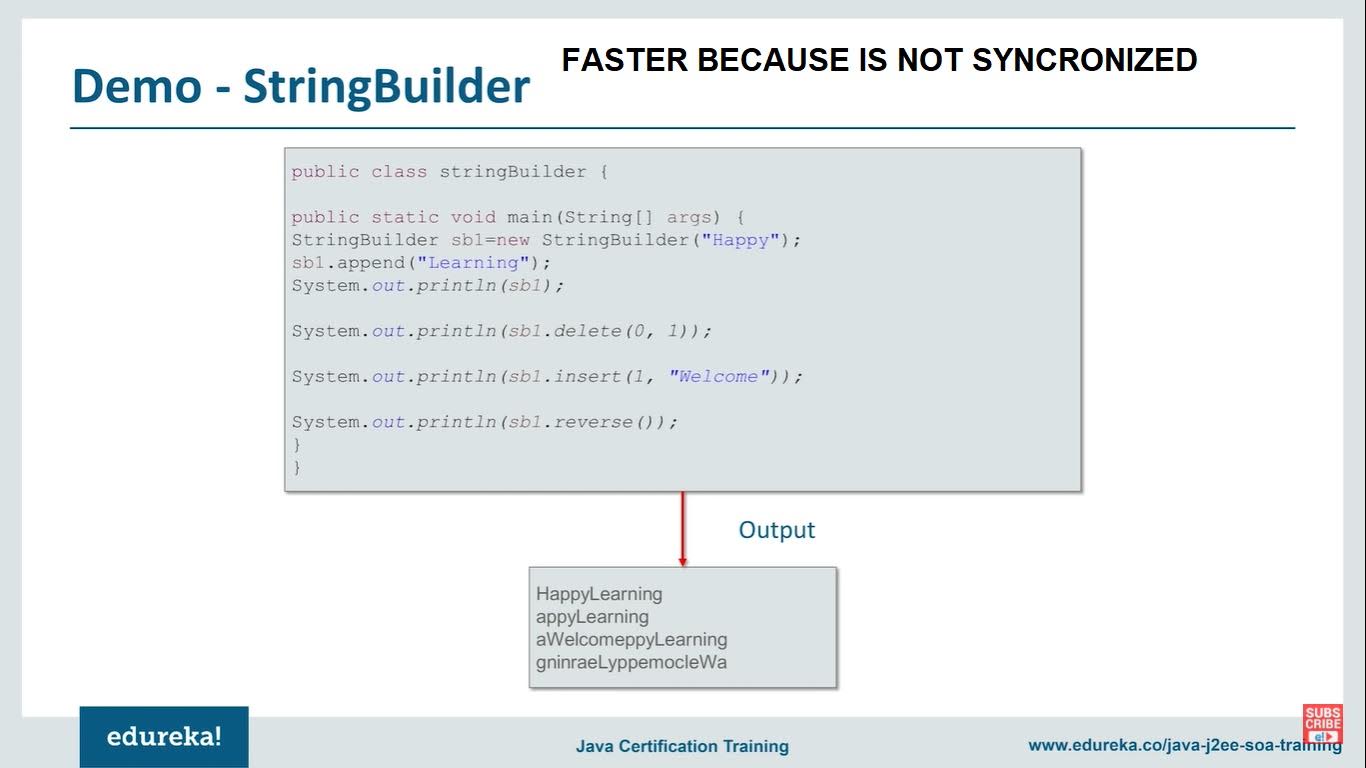 FASTER BECAUSE IS NOT SYNCRONIZED
Demo - StringBuilder
public class stringBuilder {
public static void main(String[] args) {
StringBuilder sb1=new StringBuilder("Happy");
sb1.append("Learning");
System.out.println(sb1);
System.out.println(sb1.delete(0, 1));
System.out.println(sb1.insert(1, "Welcome"));
System.out.println(sb1.reverse());
}
}
Output
HappyLearning
appyLearning
aWelcomeppyLearning
gninraeLyppemocleWa
edureka!
Java Certification Training
www.edureka.co/java-j2ee-soa-training
SUBS
CRIBE
e!